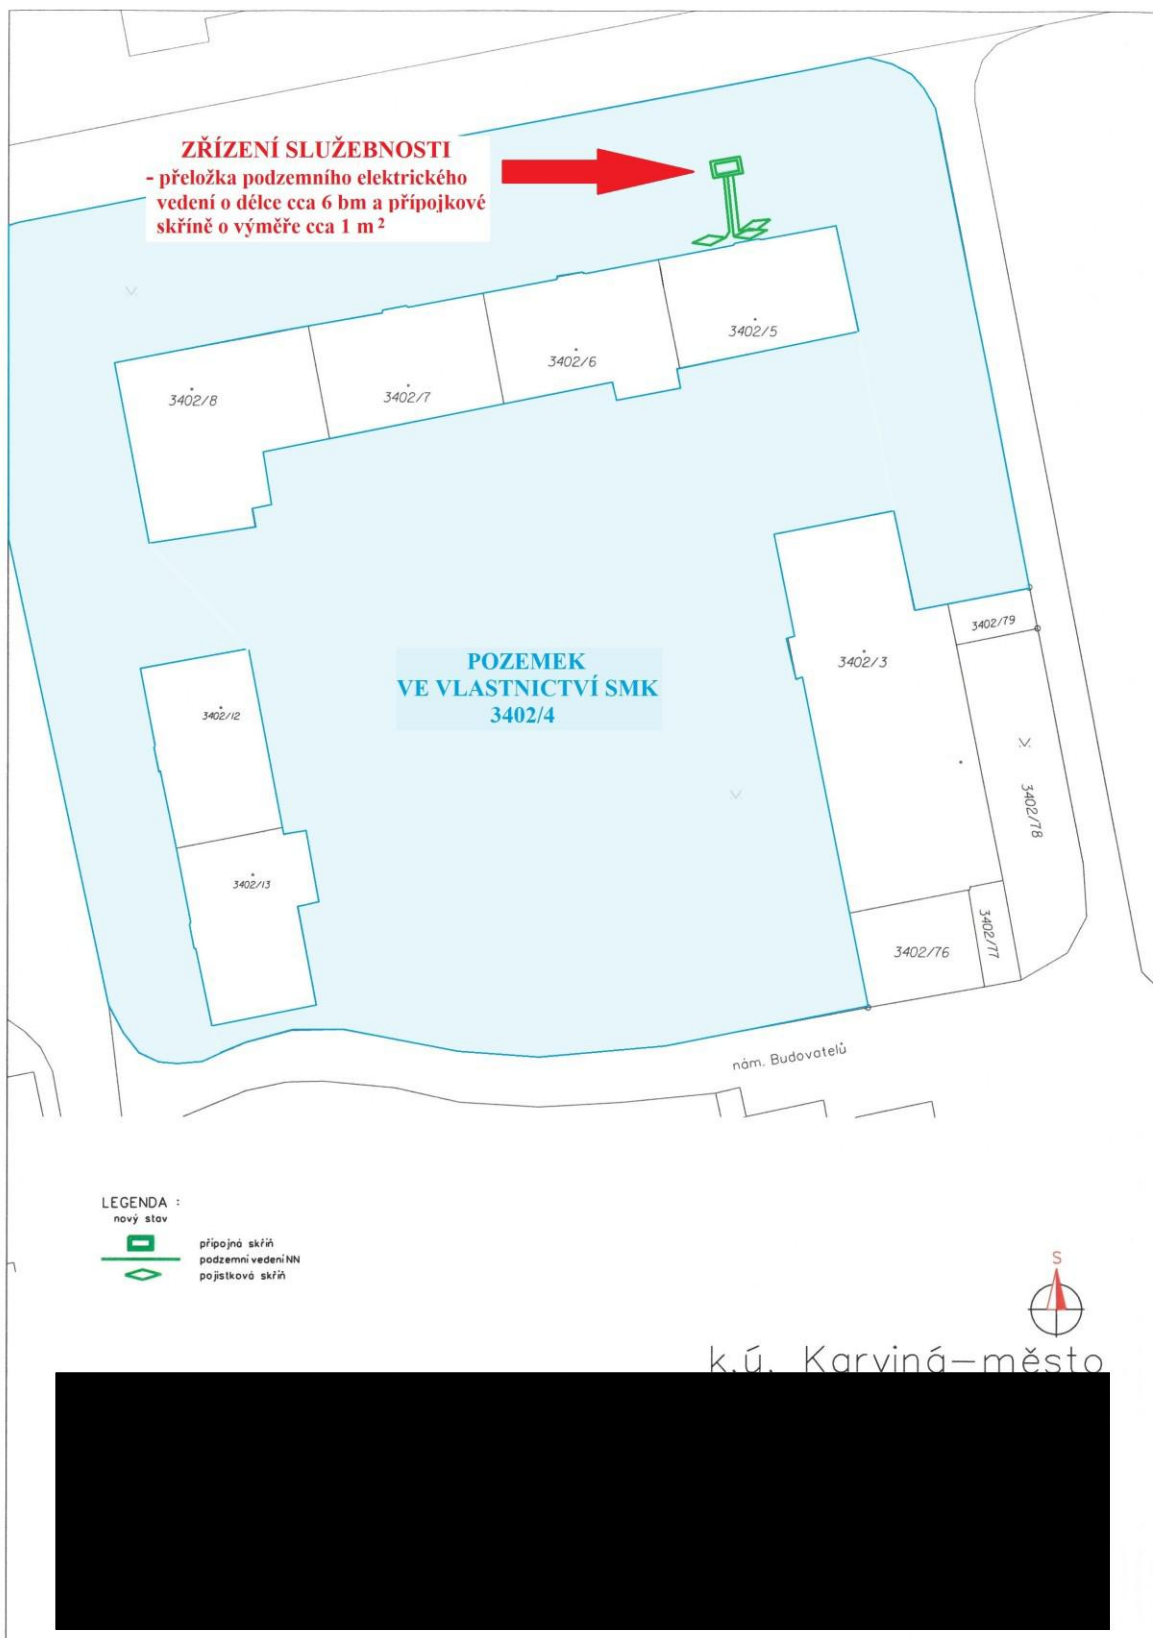 ZŘÍZENÍ SLUŽEBNOSTI
- přeložka podzemního elektrického
vedení o délce cca 6 bm a přípojkové
skříně o výměře cca 1 m²
3402/5
3402/6
3402/7
3402/8
3402/79
3402/3
POZEMEK
VE VLASTNICTVÍ SMK
3402/4
3402/12
3402/78
3402/13
3402/77
3402/76
nám. Budovatelů
LEGENDA :
nový stav
přípojná skříň
podzemní vedení NN
pojistková skříň
S
k.ú. Karviná-město